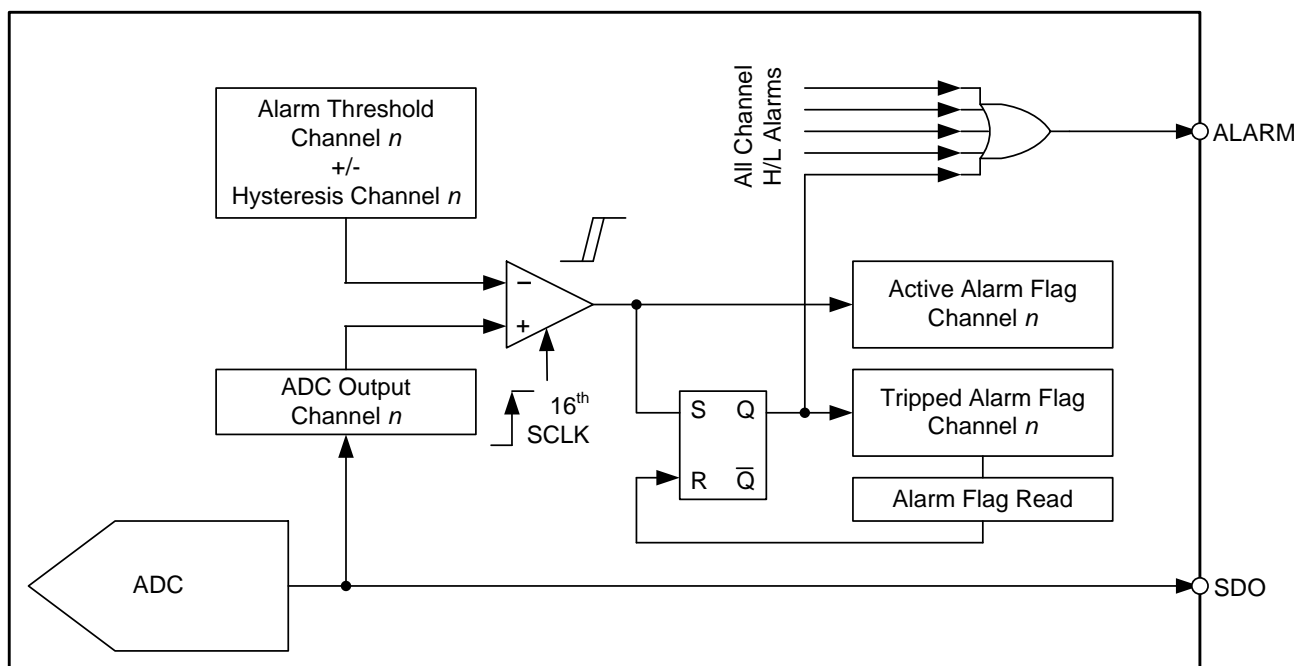 Alarm Threshold
Channel n
+/-
Hysteresis Channel n
All Channel
H/L Alarms
ALARM
−
+
Active Alarm Flag
Channel n
ADC Output
Channel n
16th
SCLK
S Q
R Q̅
Tripped Alarm Flag
Channel n
Alarm Flag Read
ADC
SDO